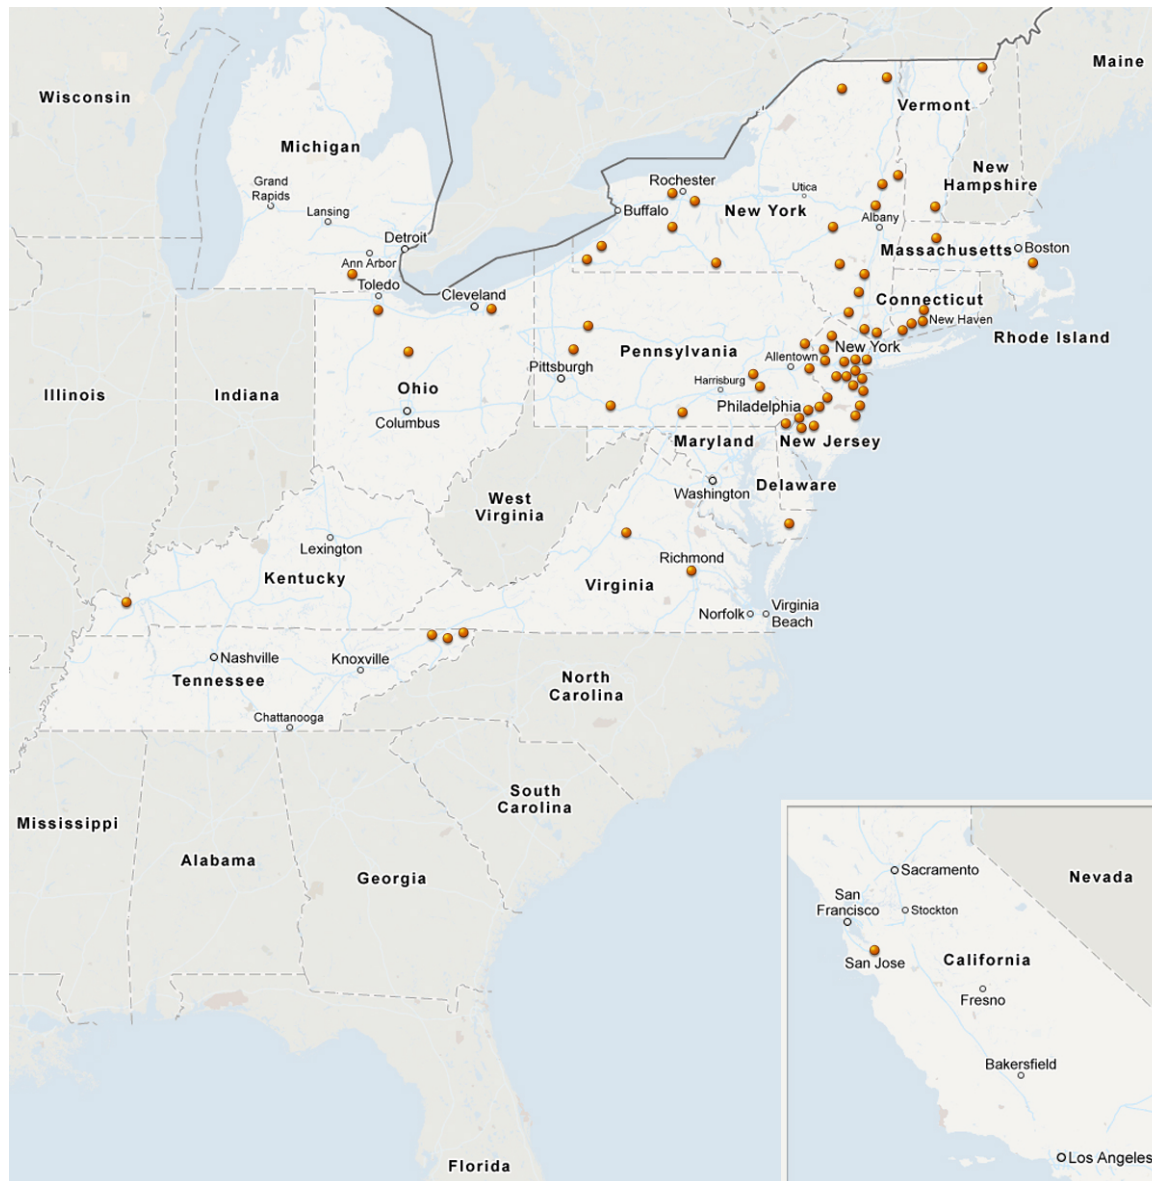 Maine
Wisconsin
Vermont
Michigan
New
Hampshire
Grand
Rapids
Rochester
Utica
Lansing
Buffalo
New York
Albany
Detroit
Massachusetts
Boston
Ann Arbor
Toledo
Cleveland
Connecticut
New Haven
Rhode Island
Pennsylvania
New York
Allentown
Pittsburgh
Harrisburg
Illinois
Indiana
Ohio
Columbus
Philadelphia
Maryland
New Jersey
Washington
Delaware
West
Virginia
Lexington
Kentucky
Richmond
Virginia
Norfolk
Virginia
Beach
Nashville
Knoxville
Tennessee
North
Carolina
Chattanooga
South
Carolina
Mississippi
Alabama
Georgia
Florida
Sacramento
Nevada
San
Francisco
Stockton
San Jose
California
Fresno
Bakersfield
Los Angeles